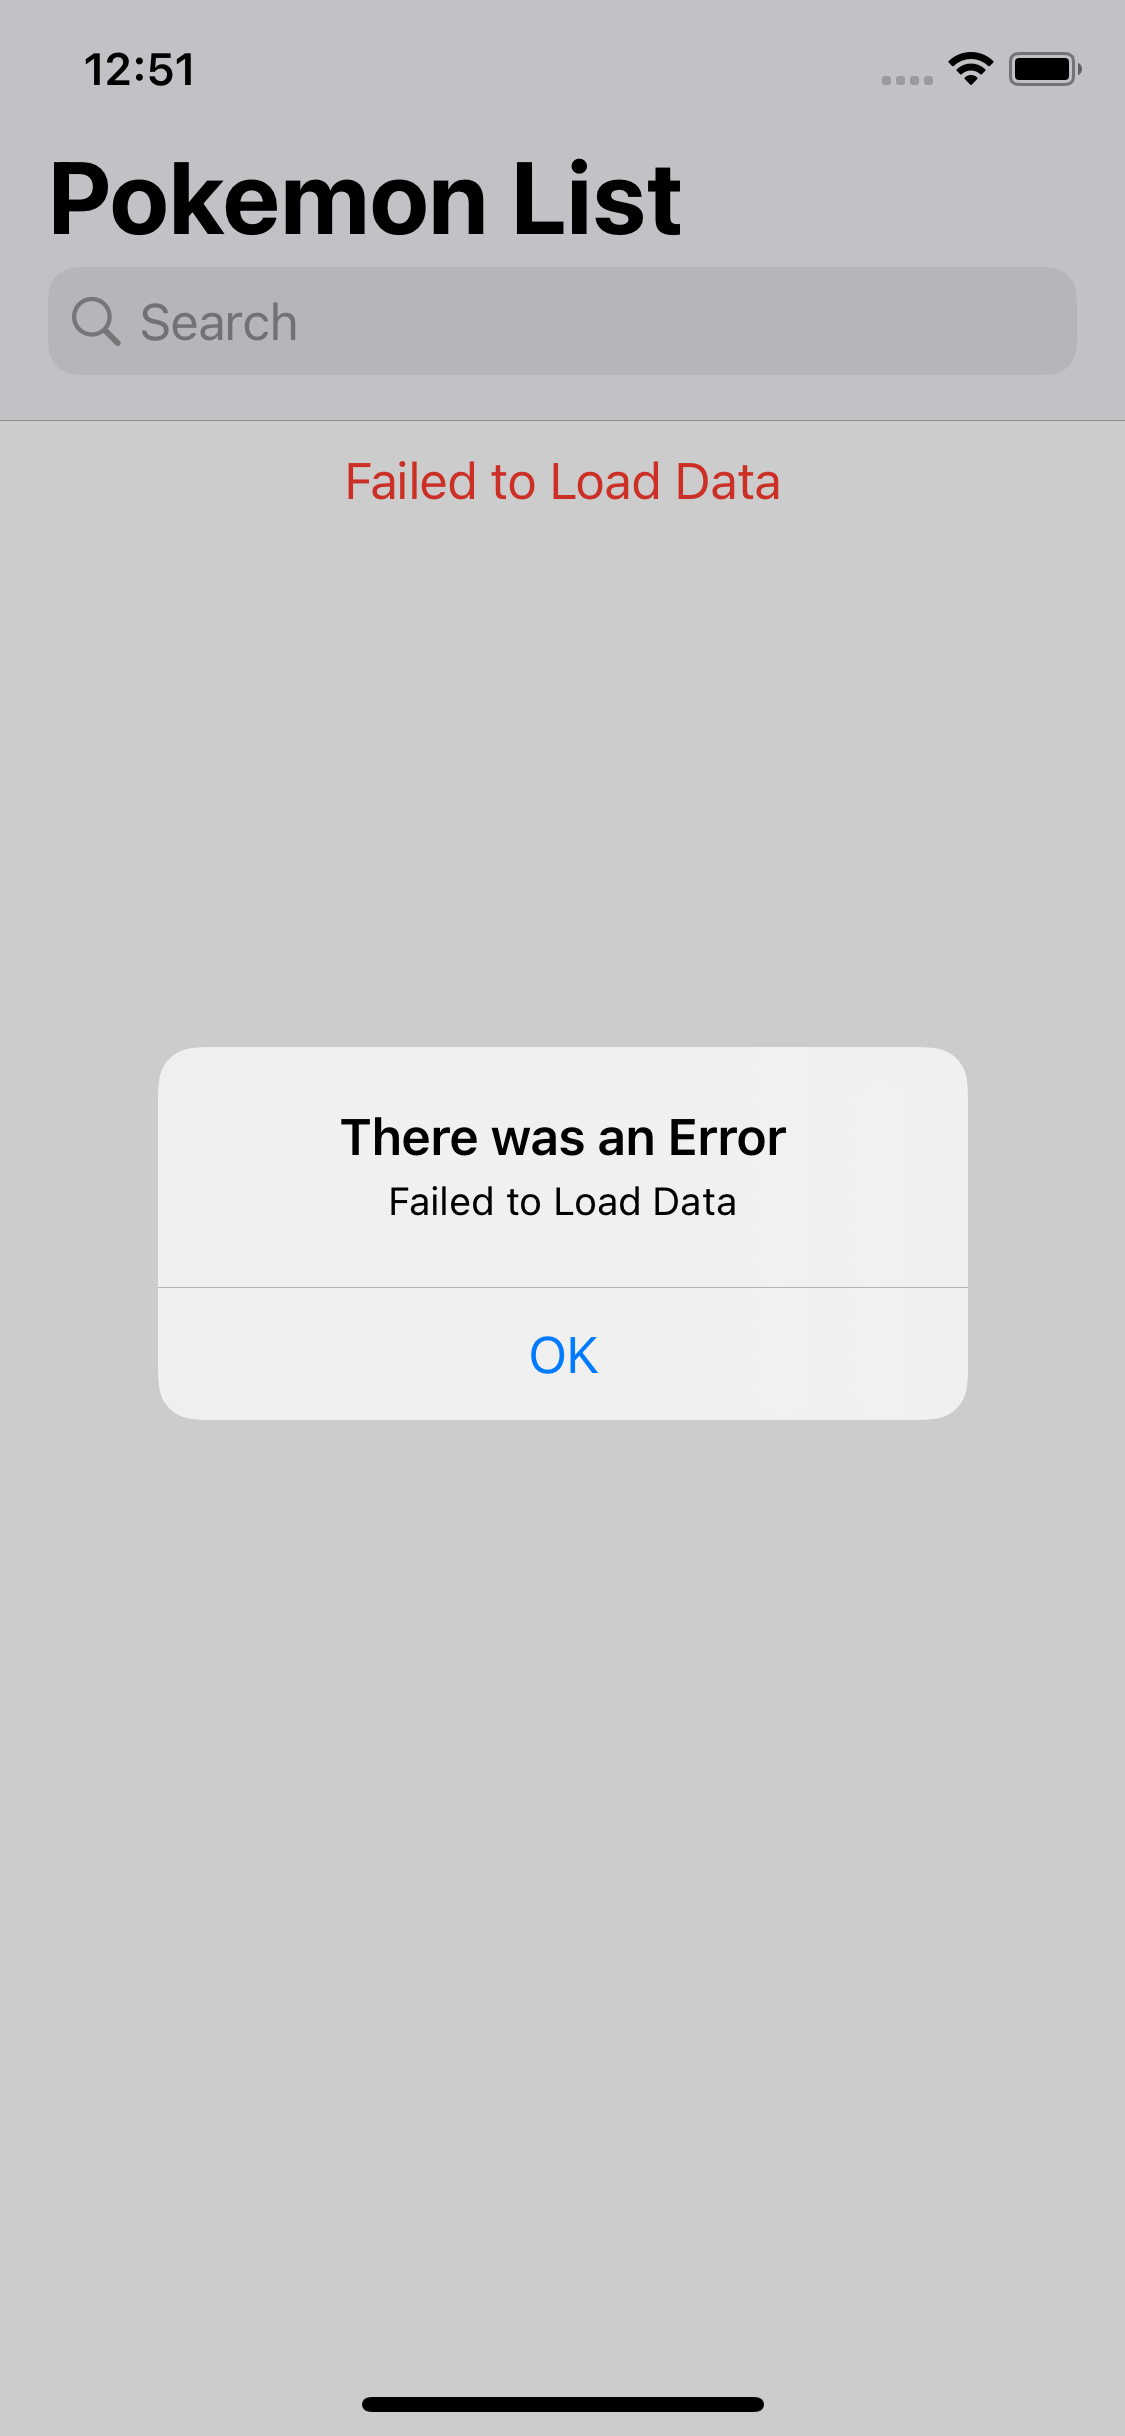 12:51
Pokemon List
Search
Failed to Load Data
There was an Error
Failed to Load Data
OK